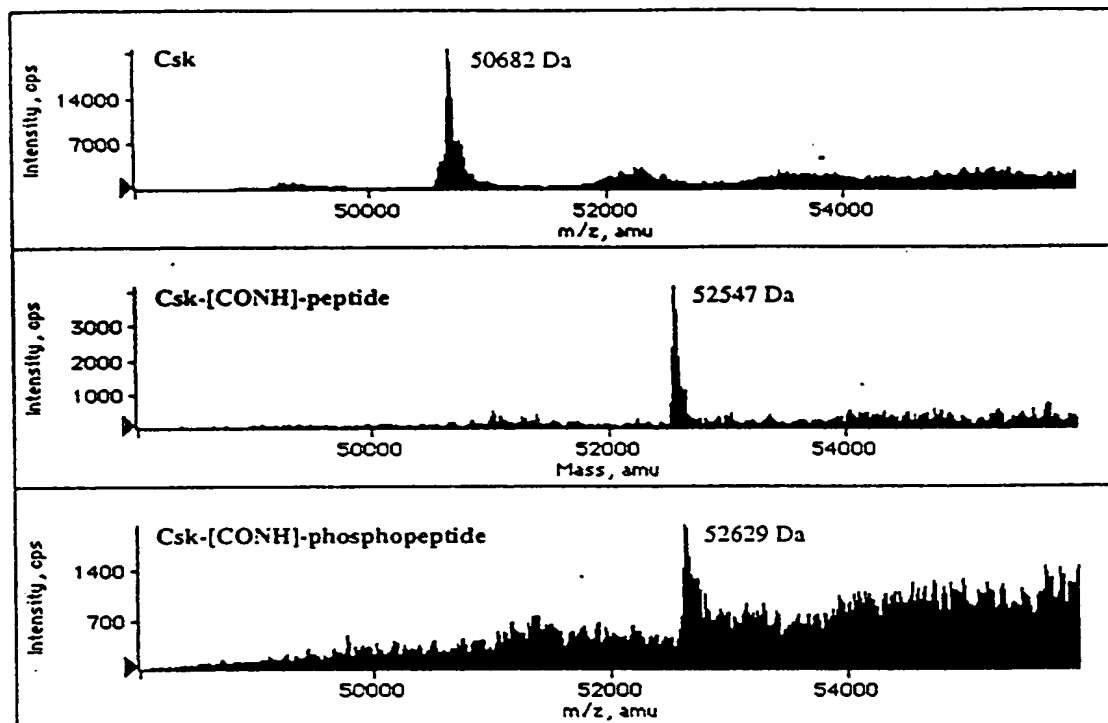 Csk
50682 Da
Intensity, cps
14000
7000
50000 52000 54000
m/z, amu
Csk-[CONH]-peptide
52547 Da
Intensity, cps
3000
2000
1000
50000 52000 54000
Mass, amu
Csk-[CONH]-phosphopeptide
52629 Da
Intensity, cps
1400
700
50000 52000 54000
m/z, amu